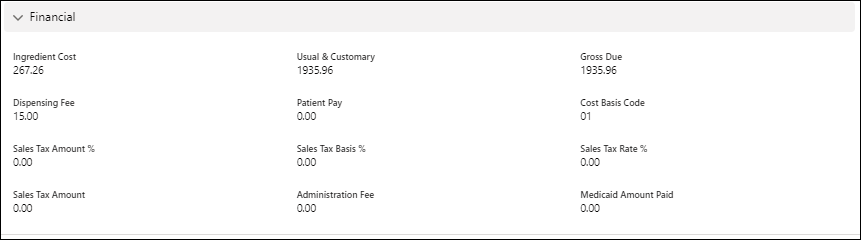 Financial
Ingredient Cost Usual & Customary Gross Due
267.26 1935.96 1935.96
Dispensing Fee Patient Pay Cost Basis Code
15.00 0.00 01
Sales Tax Amount % Sales Tax Basis % Sales Tax Rate %
0.00 0.00 0.00
Sales Tax Amount Administration Fee Medicaid Amount Paid
0.00 0.00 0.00